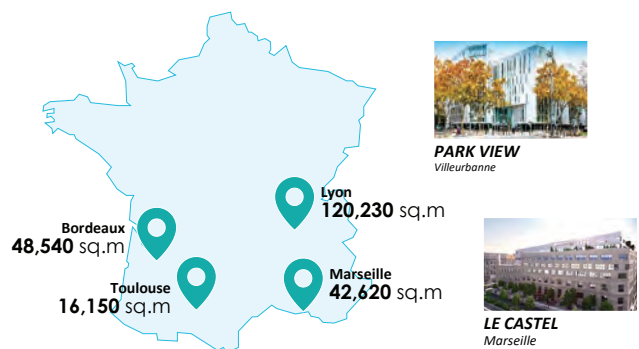 PARK VIEW
Villeurbanne
Lyon
120,230 sq.m
Bordeaux
48,540 sq.m
Toulouse
16,150 sq.m
Marseille
42,620 sq.m
LE CASTEL
Marseille